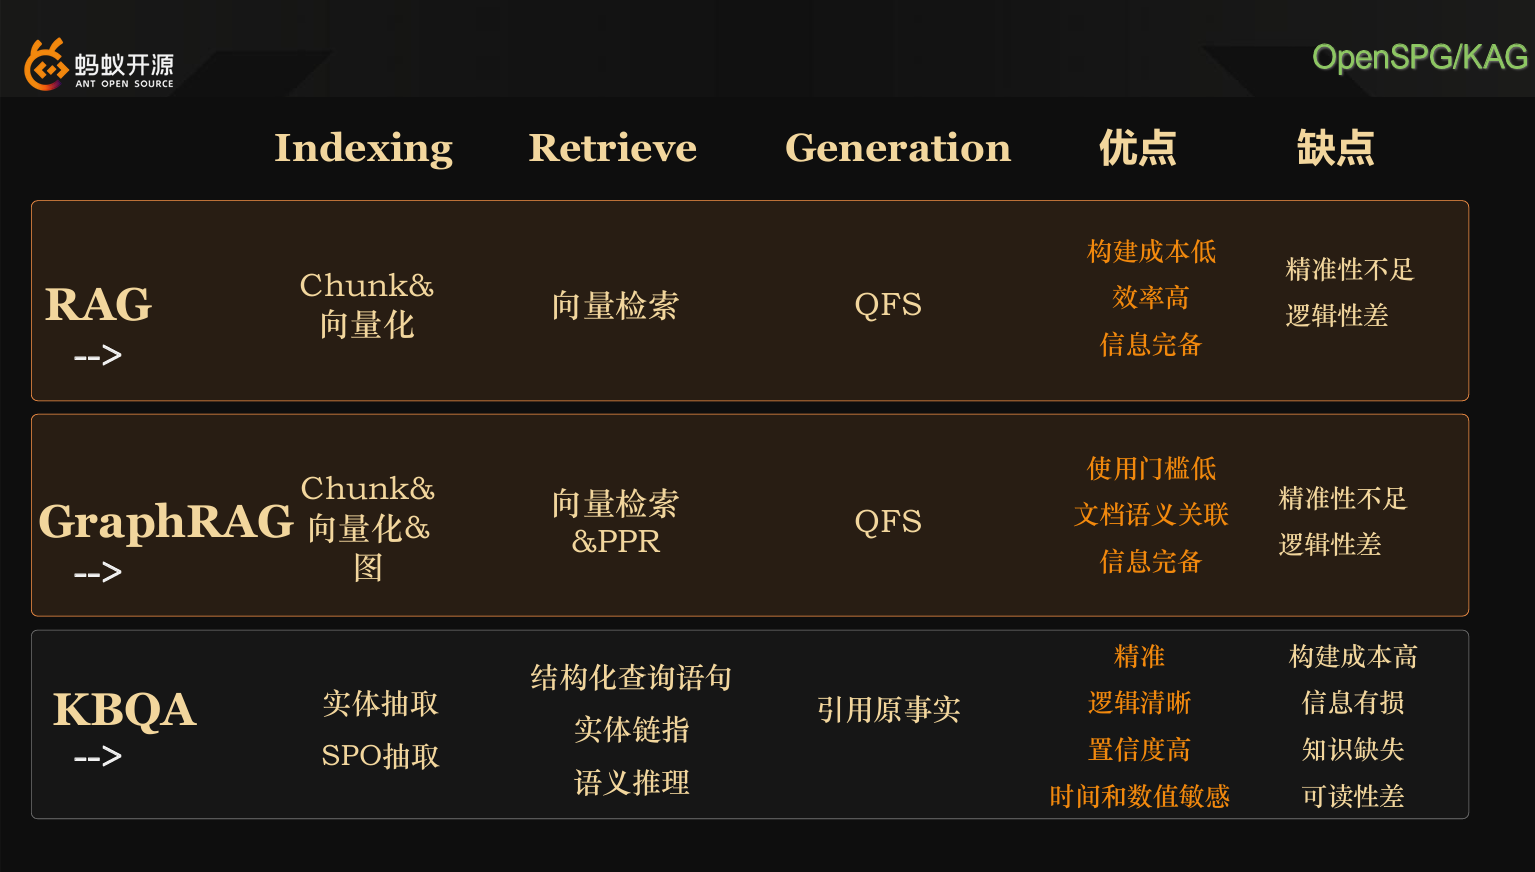 蚂蚁开源
ANT OPEN SOURCE
OpenSPG/KAG
Indexing
Retrieve
Generation
优点
缺点
RAG
-->
Chunk&
向量化
向量检索
QFS
构建成本低
效率高
信息完备
精准性不足
逻辑性差
GraphRAG
-->
Chunk&
向量化&
图
向量检索
&PPR
QFS
使用门槛低
文档语义关联
信息完备
精准性不足
逻辑性差
KBQA
-->
实体抽取
SPO抽取
结构化查询语句
实体链指
语义推理
引用原事实
精准
逻辑清晰
置信度高
时间和数值敏感
构建成本高
信息有损
知识缺失
可读性差